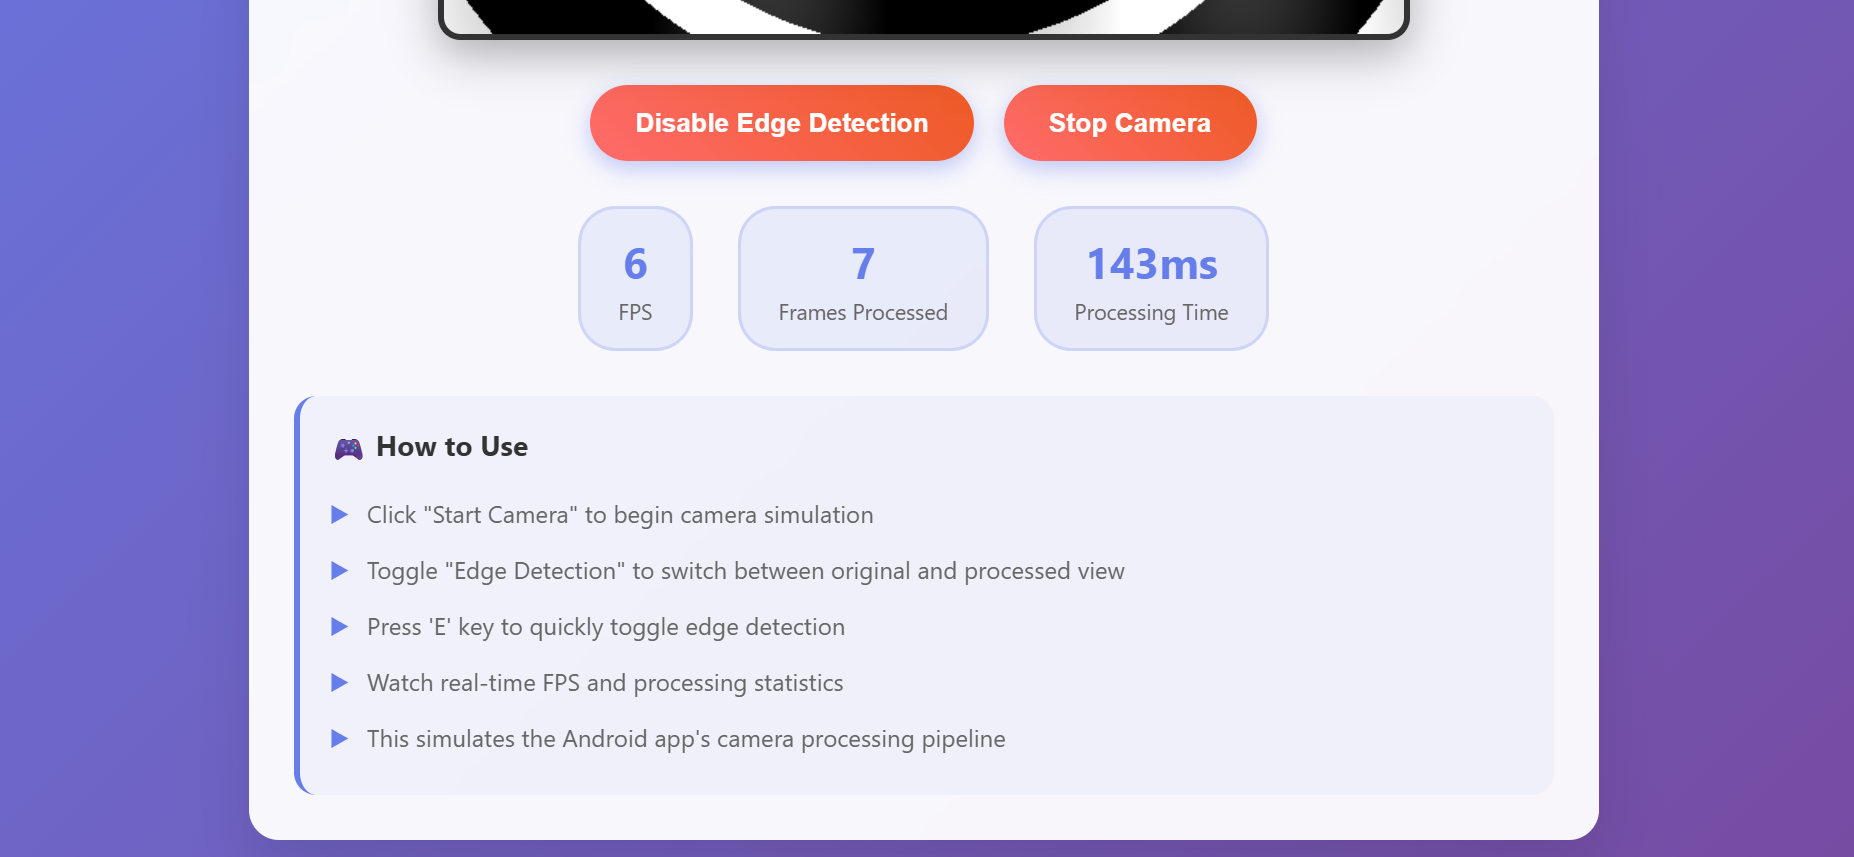 Disable Edge Detection
Stop Camera
6
FPS
7
Frames Processed
143ms
Processing Time
How to Use
Click "Start Camera" to begin camera simulation
Toggle "Edge Detection" to switch between original and processed view
Press 'E' key to quickly toggle edge detection
Watch real-time FPS and processing statistics
This simulates the Android app's camera processing pipeline